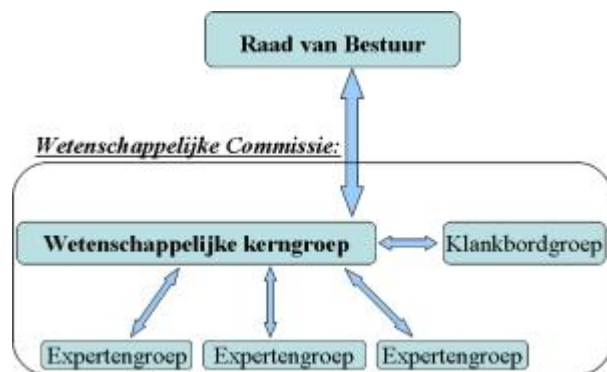 Raad van Bestuur
Wetenschappelijke Commissie:
Wetenschappelijke kerngroep
Klankbordgroep
Expertengroep
Expertengroep
Expertengroep